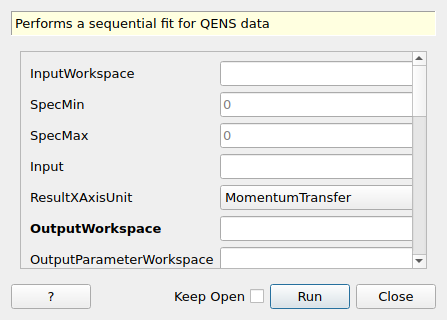 Performs a sequential fit for QENS data
InputWorkspace
SpecMin 0
SpecMax 0
Input
ResultXAxisUnit MomentumTransfer
OutputWorkspace
OutputParameterWorkspace
? Keep Open Run Close